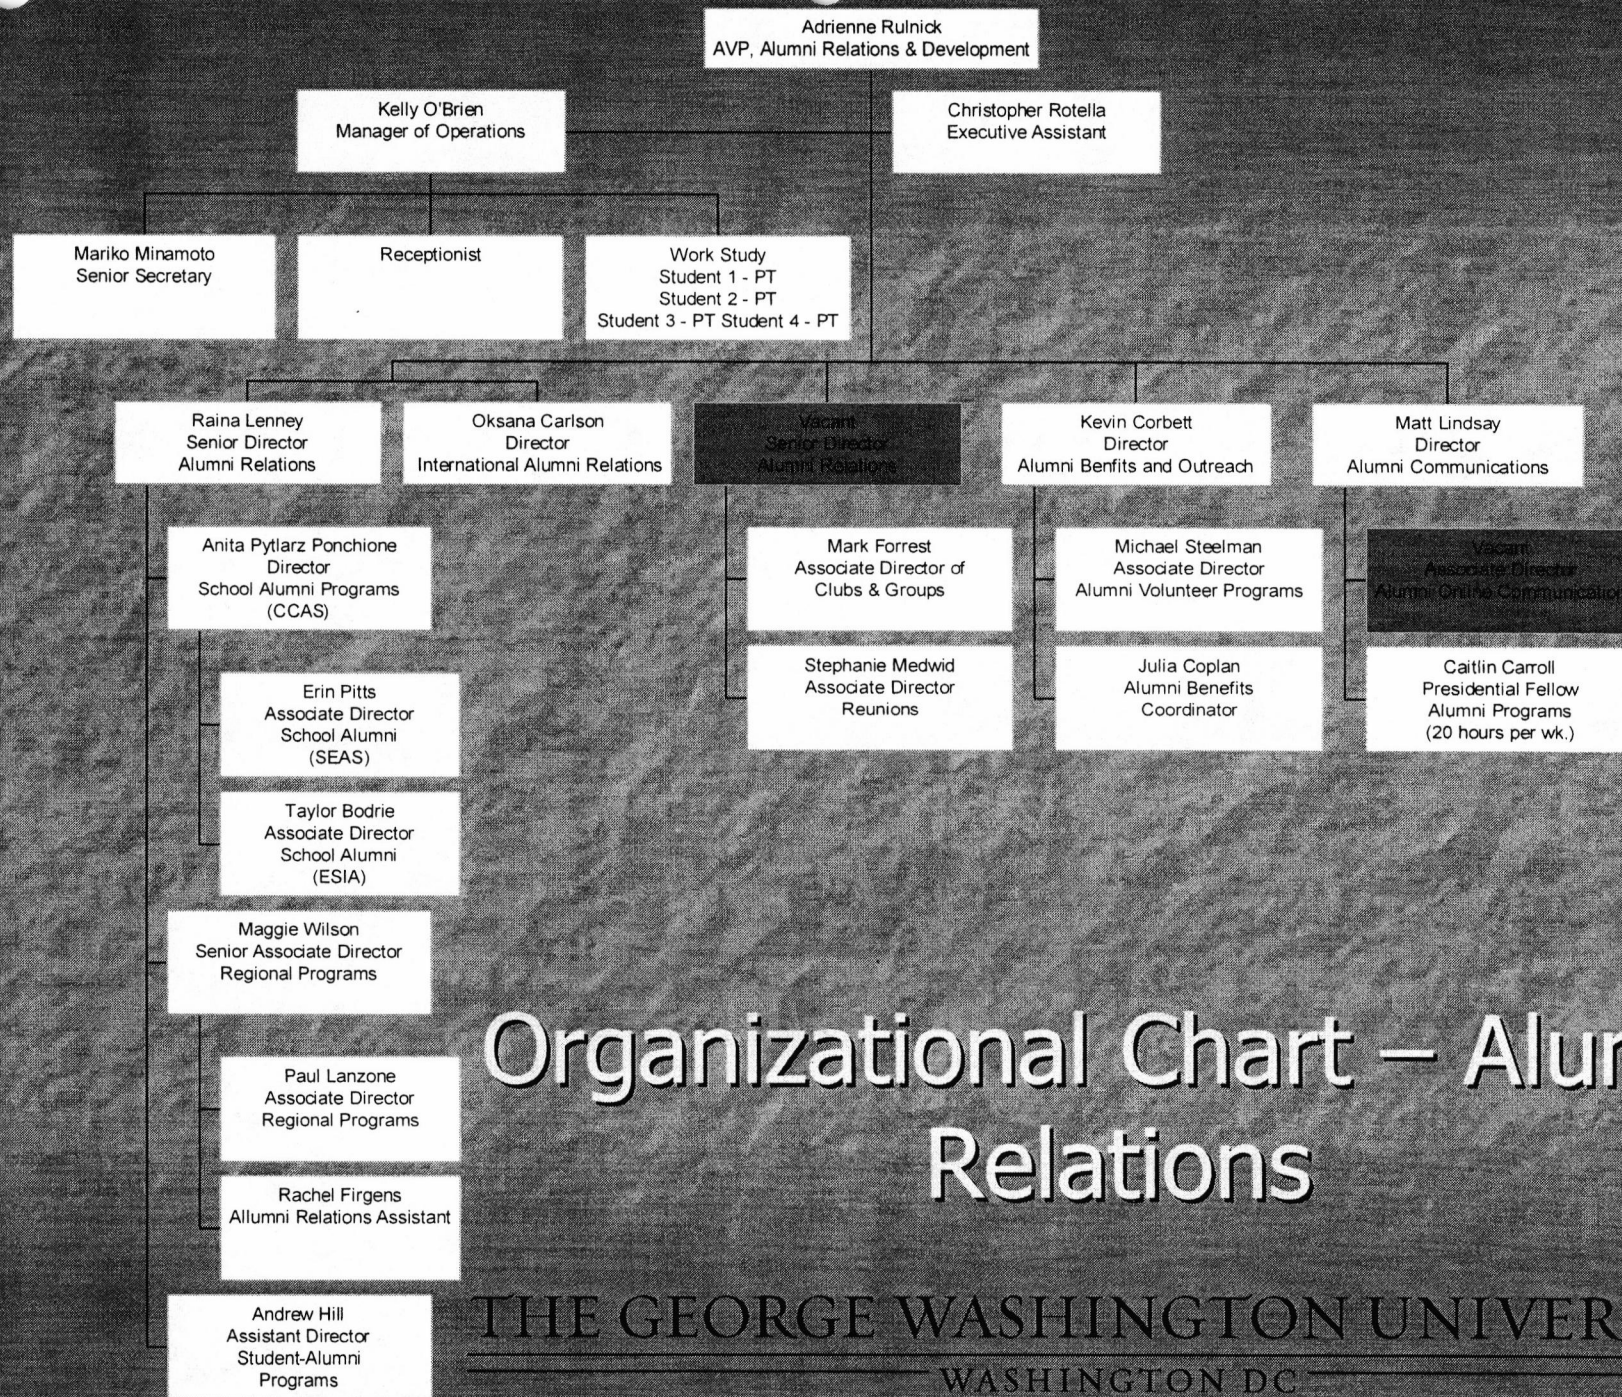 Adrienne Rulnick
AVP, Alumni Relations & Development
Kelly O'Brien
Manager of Operations
Christopher Rotella
Executive Assistant
Mariko Minamoto
Senior Secretary
Receptionist
Work Study
Student 1 - PT
Student 2 - PT
Student 3 - PT Student 4 - PT
Raina Lenney
Senior Director
Alumni Relations
Oksana Carlson
Director
International Alumni Relations
Vacant
Senior Director
Alumni Relations
Kevin Corbett
Director
Alumni Benfits and Outreach
Matt Lindsay
Director
Alumni Communications
Anita Pytlarz Ponchione
Director
School Alumni Programs
(CCAS)
Erin Pitts
Associate Director
School Alumni
(SEAS)
Taylor Bodrie
Associate Director
School Alumni
(ESIA)
Maggie Wilson
Senior Associate Director
Regional Programs
Paul Lanzone
Associate Director
Regional Programs
Rachel Firgens
Allumni Relations Assistant
Andrew Hill
Assistant Director
Student-Alumni
Programs
Mark Forrest
Associate Director of
Clubs & Groups
Stephanie Medwid
Associate Director
Reunions
Michael Steelman
Associate Director
Alumni Volunteer Programs
Julia Coplan
Alumni Benefits
Coordinator
Vacant
Associate Director
Alumni Online Communicatio
Caitlin Carroll
Presidential Fellow
Alumni Programs
(20 hours per wk.)
Organizational Chart – Alu
Relations
THE GEORGE WASHINGTON UNIVER
WASHINGTON DC